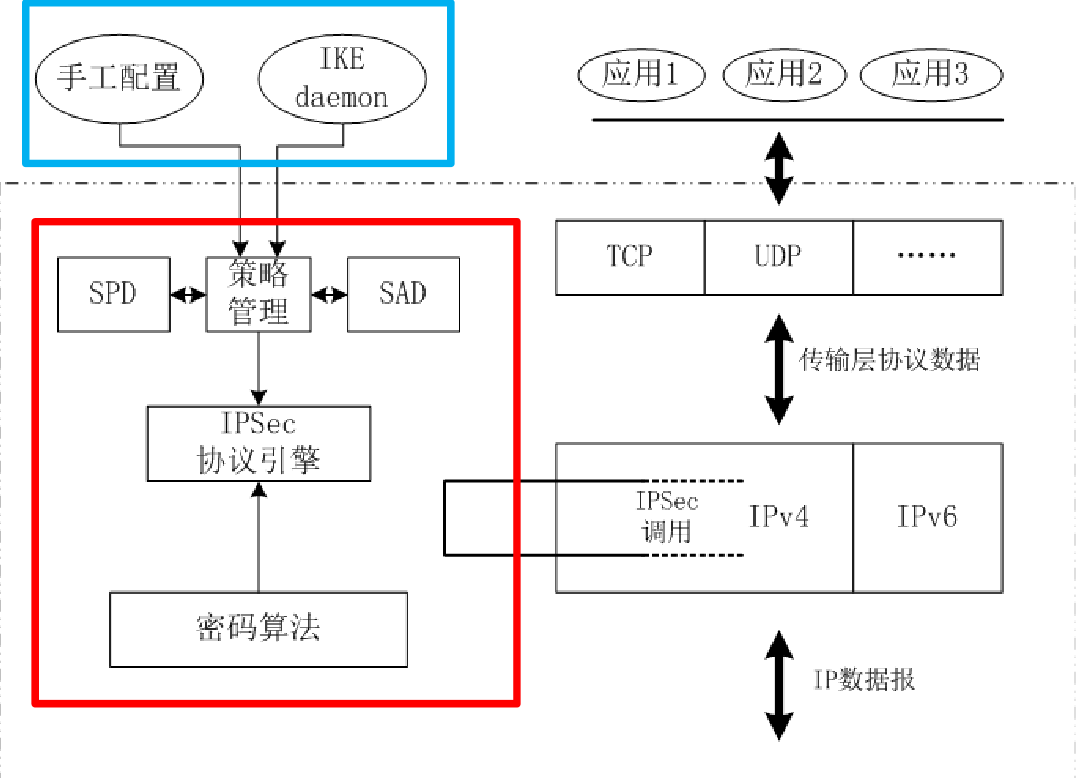 手工配置
IKE
daemon
应用1
应用2
应用3
SPD
策略
管理
SAD
TCP
UDP
……
传输层协议数据
IPSec
协议引擎
IPSec
调用
IPv4
IPv6
密码算法
IP数据报